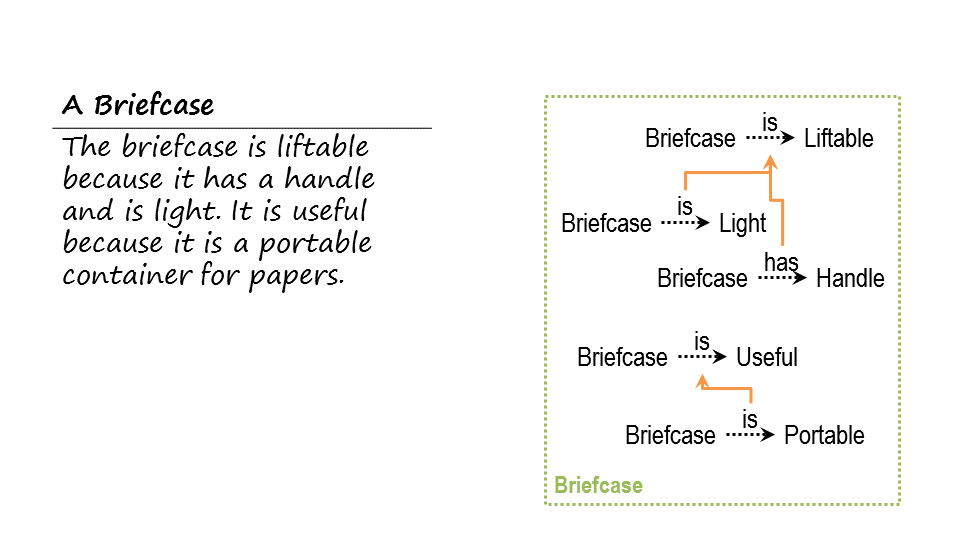 A Briefcase
The briefcase is liftable
because it has a handle
and is light. It is useful
because it is a portable
container for papers.
is
Briefcase Liftable
is
Briefcase Light
has
Briefcase Handle
is
Briefcase Useful
is
Briefcase Portable
Briefcase